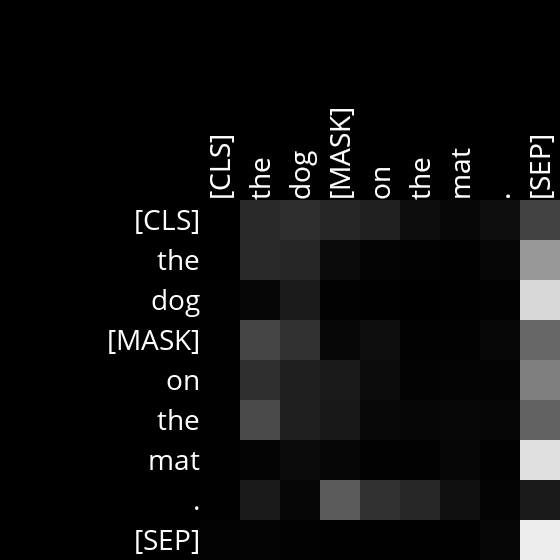 [CLS] the dog [MASK] on the mat . [SEP]
[CLS]
the
dog
[MASK]
on
the
mat
.
[SEP]